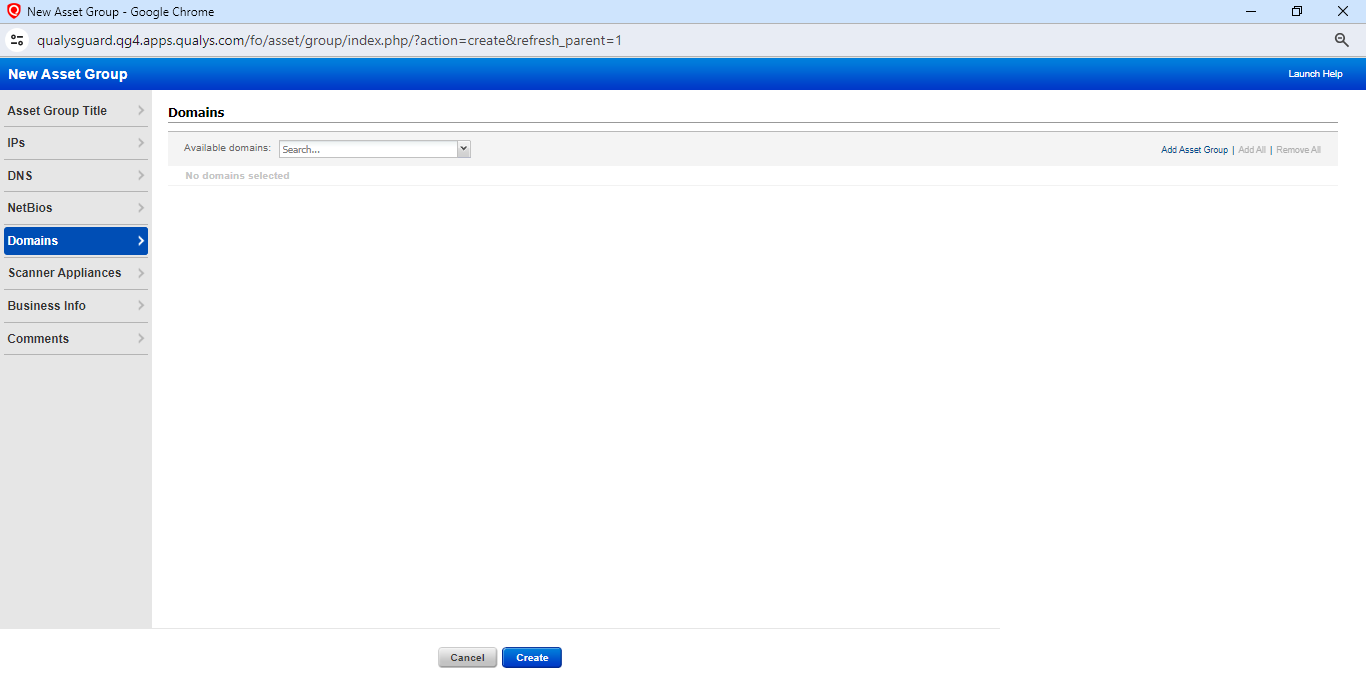 New Asset Group - Google Chrome
qualysguard.qg4.apps.qualys.com/fo/asset/group/index.php/?action=create&refresh_parent=1
New Asset Group
Launch Help
Asset Group Title
IPs
DNS
NetBios
Domains
Scanner Appliances
Business Info
Comments
Domains
Available domains: Search...
Add Asset Group | Add All | Remove All
No domains selected
Cancel
Create